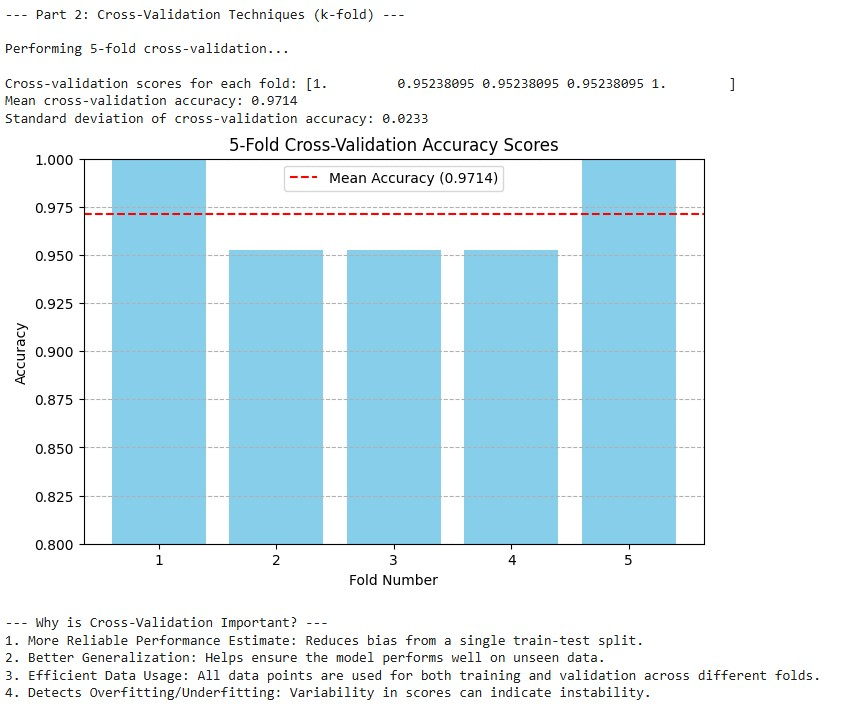 --- Part 2: Cross-Validation Techniques (k-fold) ---
Performing 5-fold cross-validation...
Cross-validation scores for each fold: [1.         0.95238095 0.95238095 0.95238095 1.        ]
Mean cross-validation accuracy: 0.9714
Standard deviation of cross-validation accuracy: 0.0233
5-Fold Cross-Validation Accuracy Scores
Mean Accuracy (0.9714)
1.000
0.975
0.950
0.925
0.900
0.875
0.850
0.825
0.800
Accuracy
1 2 3 4 5
Fold Number
--- Why is Cross-Validation Important? ---
1. More Reliable Performance Estimate: Reduces bias from a single train-test split.
2. Better Generalization: Helps ensure the model performs well on unseen data.
3. Efficient Data Usage: All data points are used for both training and validation across different folds.
4. Detects Overfitting/Underfitting: Variability in scores can indicate instability.